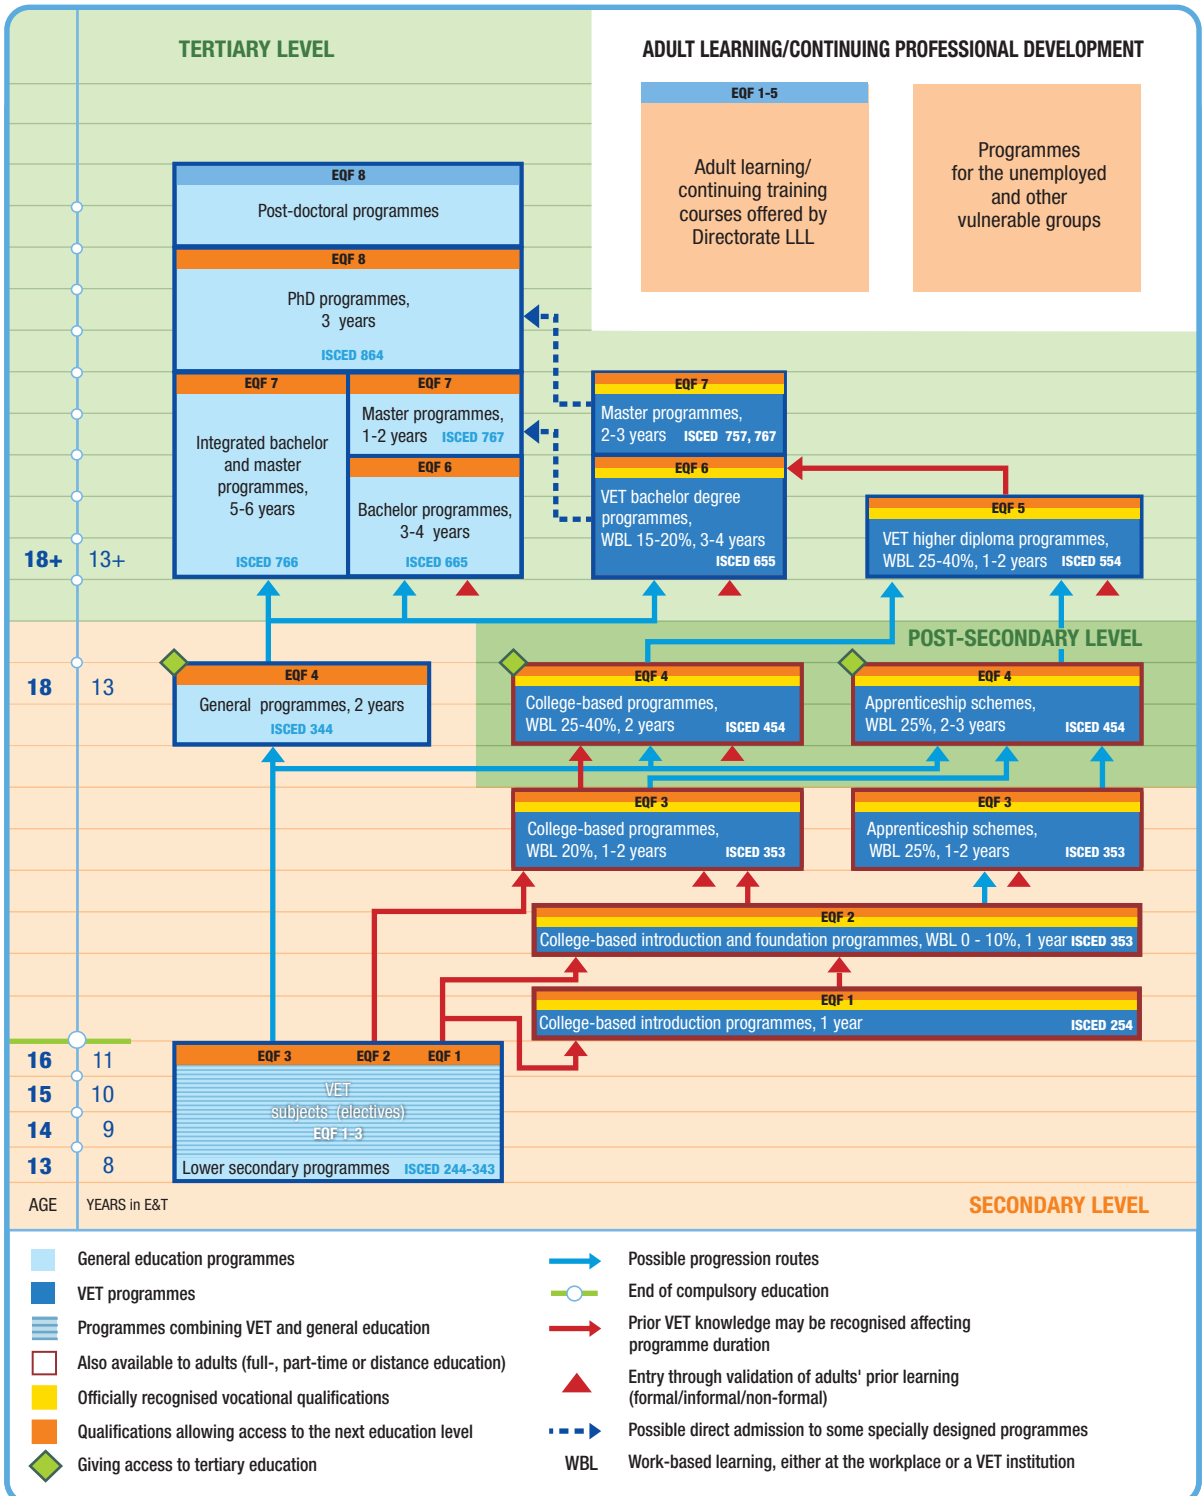 TERTIARY LEVEL
ADULT LEARNING/CONTINUING PROFESSIONAL DEVELOPMENT
EQF 1-5
Adult learning/
continuing training
courses offered by
Directorate LLL
Programmes
for the unemployed
and other
vulnerable groups
EQF 8
Post-doctoral programmes
EQF 8
PhD programmes,
3 years
ISCED 864
EQF 7
Integrated bachelor
and master
programmes,
5-6 years
ISCED 766
EQF 7
Master programmes,
1-2 years ISCED 767
EQF 6
Bachelor programmes,
3-4 years
ISCED 665
EQF 7
Master programmes,
2-3 years ISCED 757, 767
EQF 6
VET bachelor degree
programmes,
WBL 15-20%, 3-4 years
ISCED 655
EQF 5
VET higher diploma programmes,
WBL 25-40%, 1-2 years ISCED 554
18+ 13+
POST-SECONDARY LEVEL
18 13
EQF 4
General programmes, 2 years
ISCED 344
EQF 4
College-based programmes,
WBL 25-40%, 2 years ISCED 454
EQF 4
Apprenticeship schemes,
WBL 25%, 2-3 years ISCED 454
EQF 3
College-based programmes,
WBL 20%, 1-2 years ISCED 353
EQF 3
Apprenticeship schemes,
WBL 25%, 1-2 years ISCED 353
EQF 2
College-based introduction and foundation programmes, WBL 0 - 10%, 1 year ISCED 353
EQF 1
College-based introduction programmes, 1 year ISCED 254
16 11
15 10
14 9
13 8
AGE YEARS in E&T
EQF 3 EQF 2 EQF 1
VET
subjects (electives)
EQF 1-3
Lower secondary programmes ISCED 244-343
SECONDARY LEVEL
General education programmes
VET programmes
Programmes combining VET and general education
Also available to adults (full-, part-time or distance education)
Officially recognised vocational qualifications
Qualifications allowing access to the next education level
Giving access to tertiary education
Possible progression routes
End of compulsory education
Prior VET knowledge may be recognised affecting
programme duration
Entry through validation of adults' prior learning
(formal/informal/non-formal)
Possible direct admission to some specially designed programmes
WBL Work-based learning, either at the workplace or a VET institution